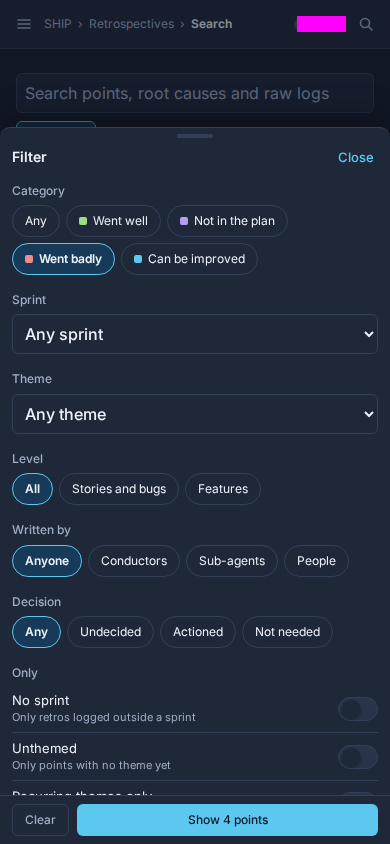 SHIP › Retrospectives › Search
Search points, root causes and raw logs
Filter
Close
Category
Any
Went well
Not in the plan
Went badly
Can be improved
Sprint
Any sprint
Theme
Any theme
Level
All
Stories and bugs
Features
Written by
Anyone
Conductors
Sub-agents
People
Decision
Any
Undecided
Actioned
Not needed
Only
No sprint
Only retros logged outside a sprint
Unthemed
Only points with no theme yet
Recurring themes only
Clear
Show 4 points